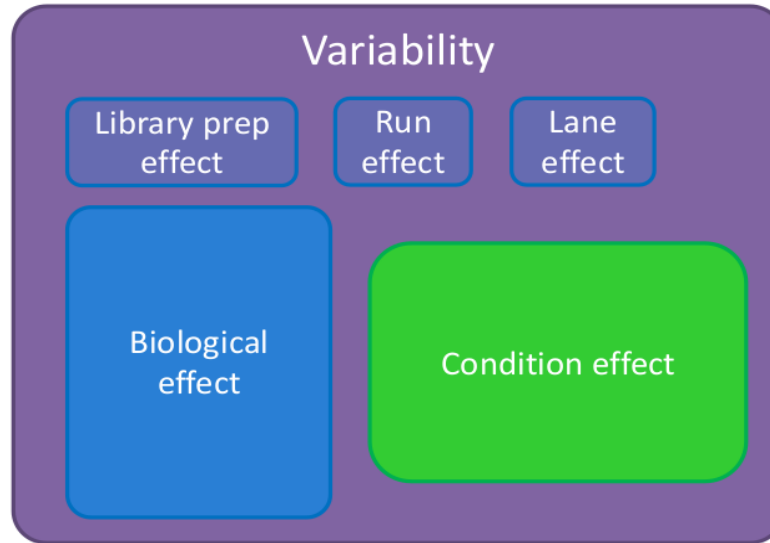 Variability
Library prep
effect
Run
effect
Lane
effect
Biological
effect
Condition effect